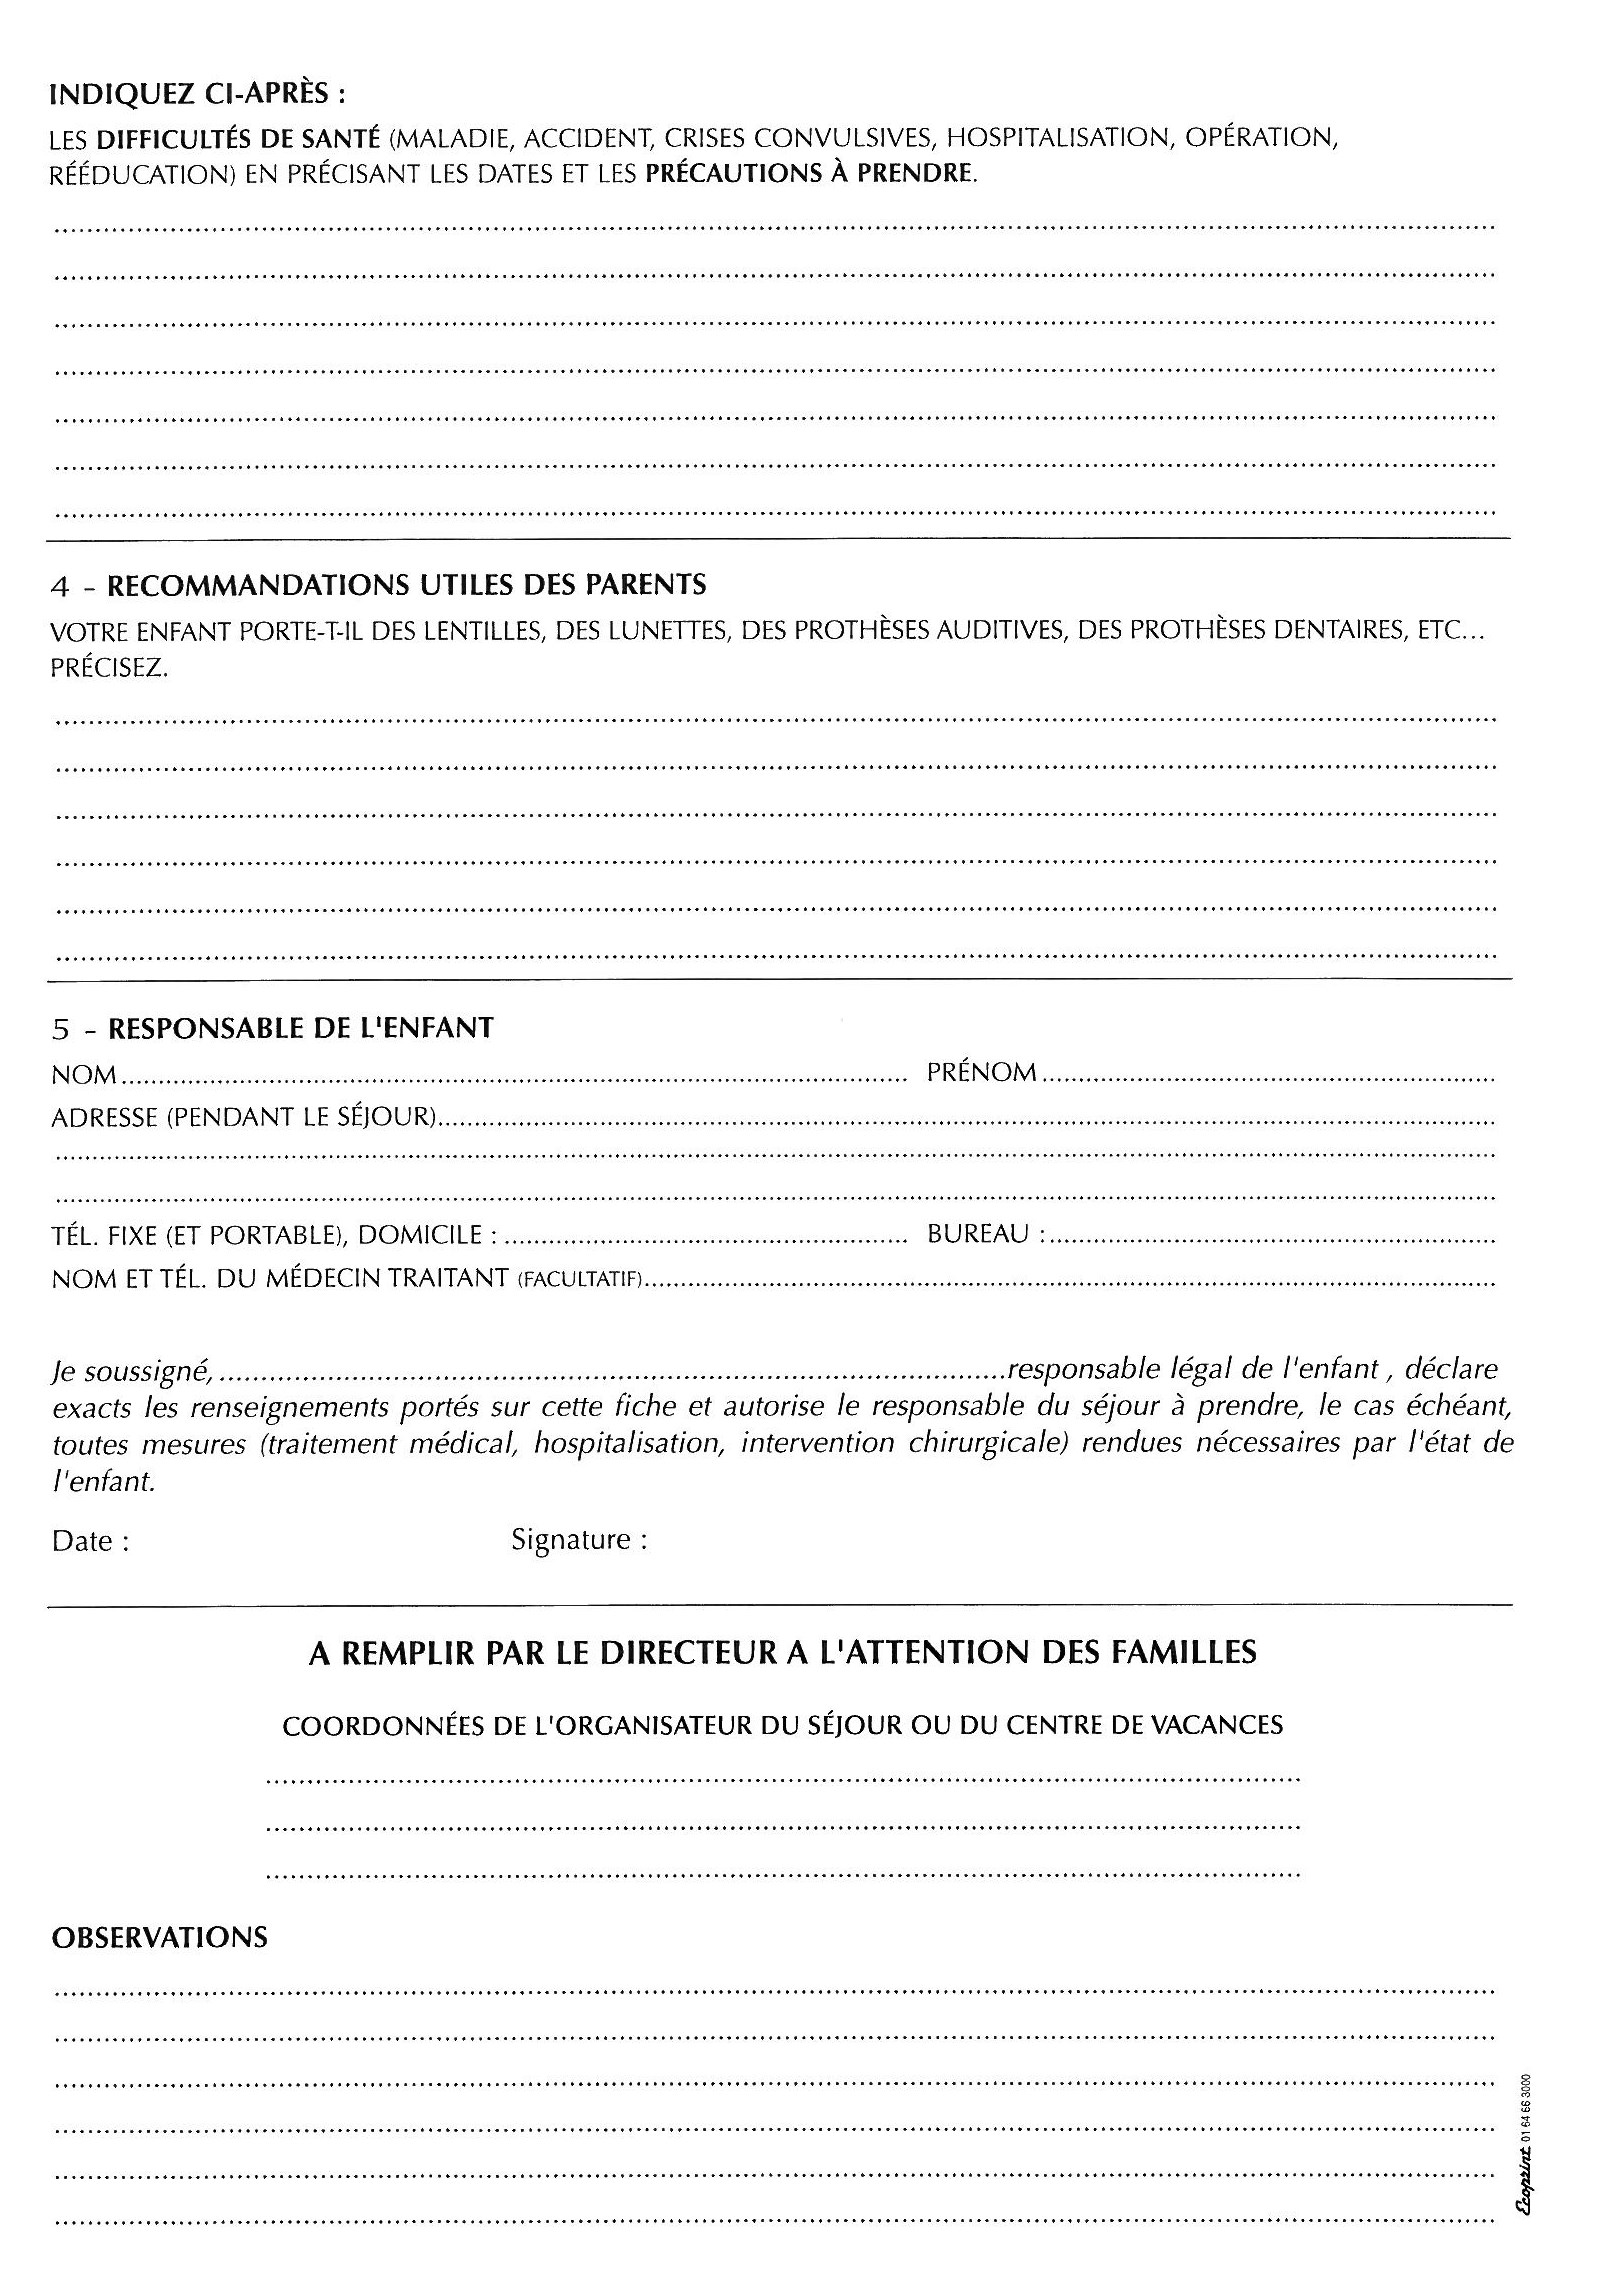 INDIQUEZ CI-APRÈS :
LES DIFFICULTÉS DE SANTÉ (MALADIE, ACCIDENT, CRISES CONVULSIVES, HOSPITALISATION, OPÉRATION,
RÉÉDUCATION) EN PRÉCISANT LES DATES ET LES PRÉCAUTIONS À PRENDRE.
4 - RECOMMANDATIONS UTILES DES PARENTS
VOTRE ENFANT PORTE-T-IL DES LENTILLES, DES LUNETTES, DES PROTHÈSES AUDITIVES, DES PROTHÈSES DENTAIRES, ETC...
PRÉCISEZ.
5 - RESPONSABLE DE L'ENFANT
NOM PRÉNOM
ADRESSE (PENDANT LE SÉJOUR)
TÉL. FIXE (ET PORTABLE), DOMICILE : BUREAU :
NOM ET TÉL. DU MÉDECIN TRAITANT (FACULTATIF)
Je soussigné, responsable légal de l'enfant , déclare
exacts les renseignements portés sur cette fiche et autorise le responsable du séjour à prendre, le cas échéant,
toutes mesures (traitement médical, hospitalisation, intervention chirurgicale) rendues nécessaires par l'état de
l'enfant.
Date : Signature :
A REMPLIR PAR LE DIRECTEUR A L'ATTENTION DES FAMILLES
COORDONNÉES DE L'ORGANISATEUR DU SÉJOUR OU DU CENTRE DE VACANCES
OBSERVATIONS
Ecoprint 01 64 66 3000